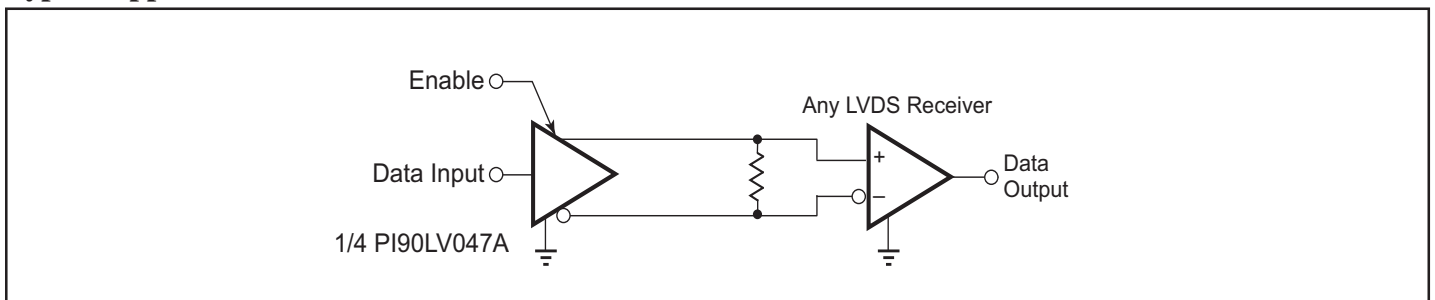 Enable
Any LVDS Receiver
+
Data Input
Data
Output
–
1/4 PI90LV047A